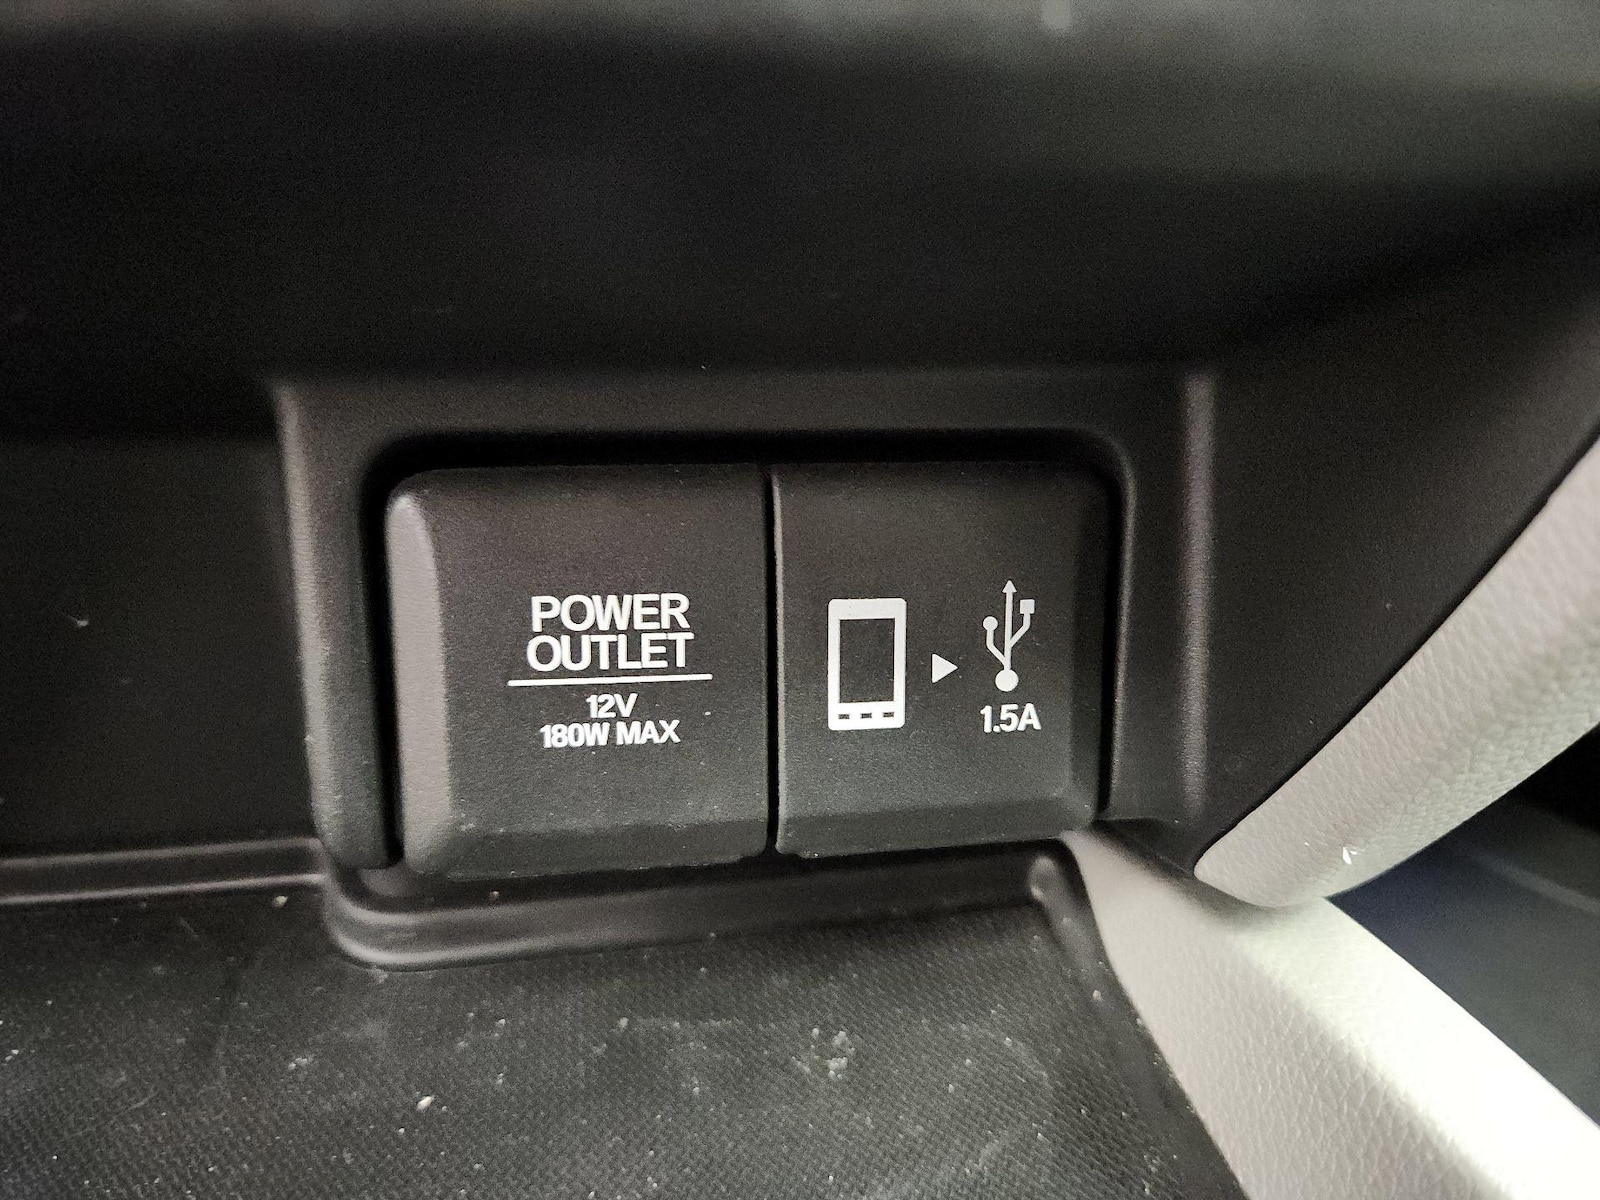 POWER
OUTLET
12V
180W MAX
1.5A